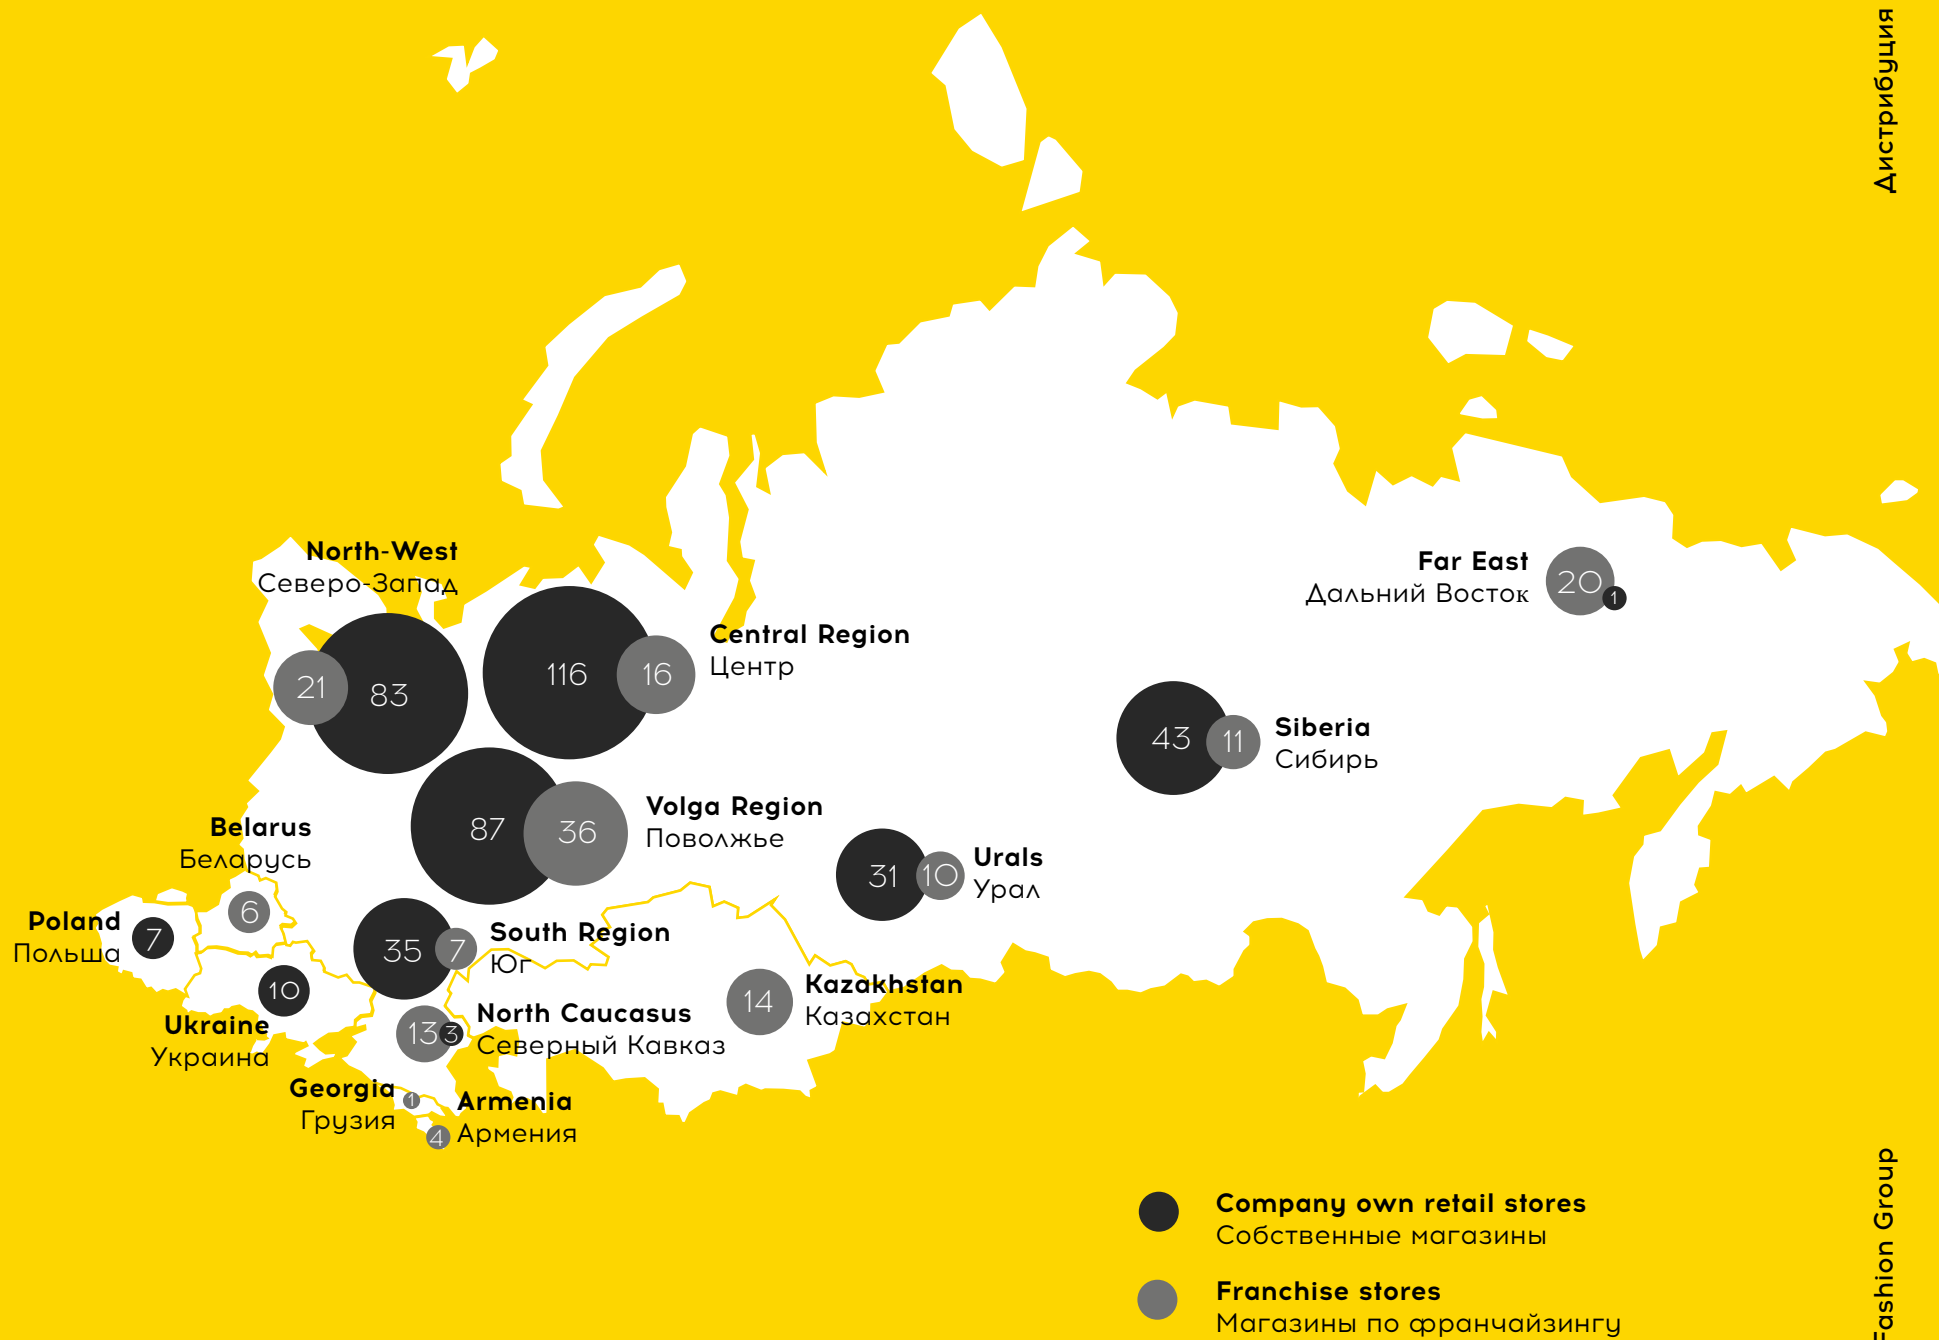 Дистрибуция
North-West
Северо-Запад
21
83
116
16
Central Region
Центр
Far East
Дальний Восток
20
1
43
11
Siberia
Сибирь
87
36
Volga Region
Поволжье
31
10
Urals
Урал
Belarus
Беларусь
6
Poland
Польша
7
35
7
South Region
Юг
10
Ukraine
Украина
14
Kazakhstan
Казахстан
13
3
North Caucasus
Северный Кавказ
Georgia
Грузия
1
4
Armenia
Армения
Company own retail stores
Собственные магазины
Franchise stores
Магазины по франчайзингу
Fashion Group